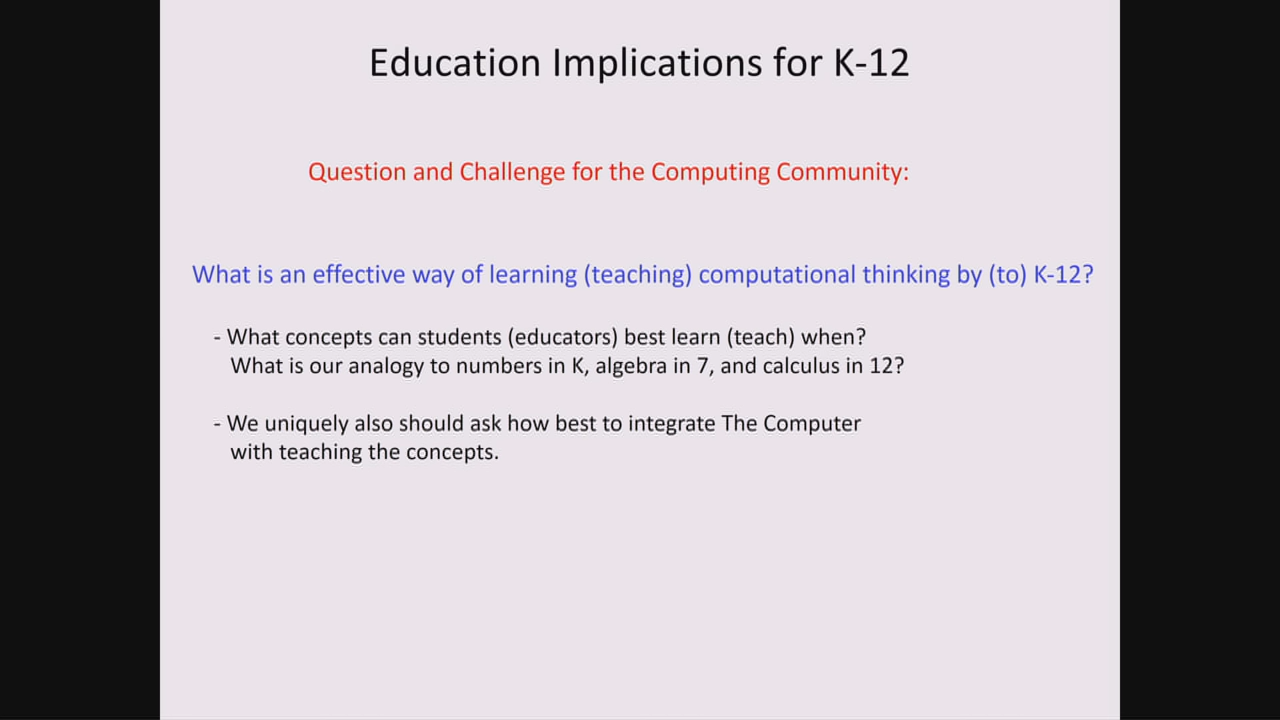 Education Implications for K-12
Question and Challenge for the Computing Community:
What is an effective way of learning (teaching) computational thinking by (to) K-12?
- What concepts can students (educators) best learn (teach) when?
What is our analogy to numbers in K, algebra in 7, and calculus in 12?
- We uniquely also should ask how best to integrate The Computer
with teaching the concepts.